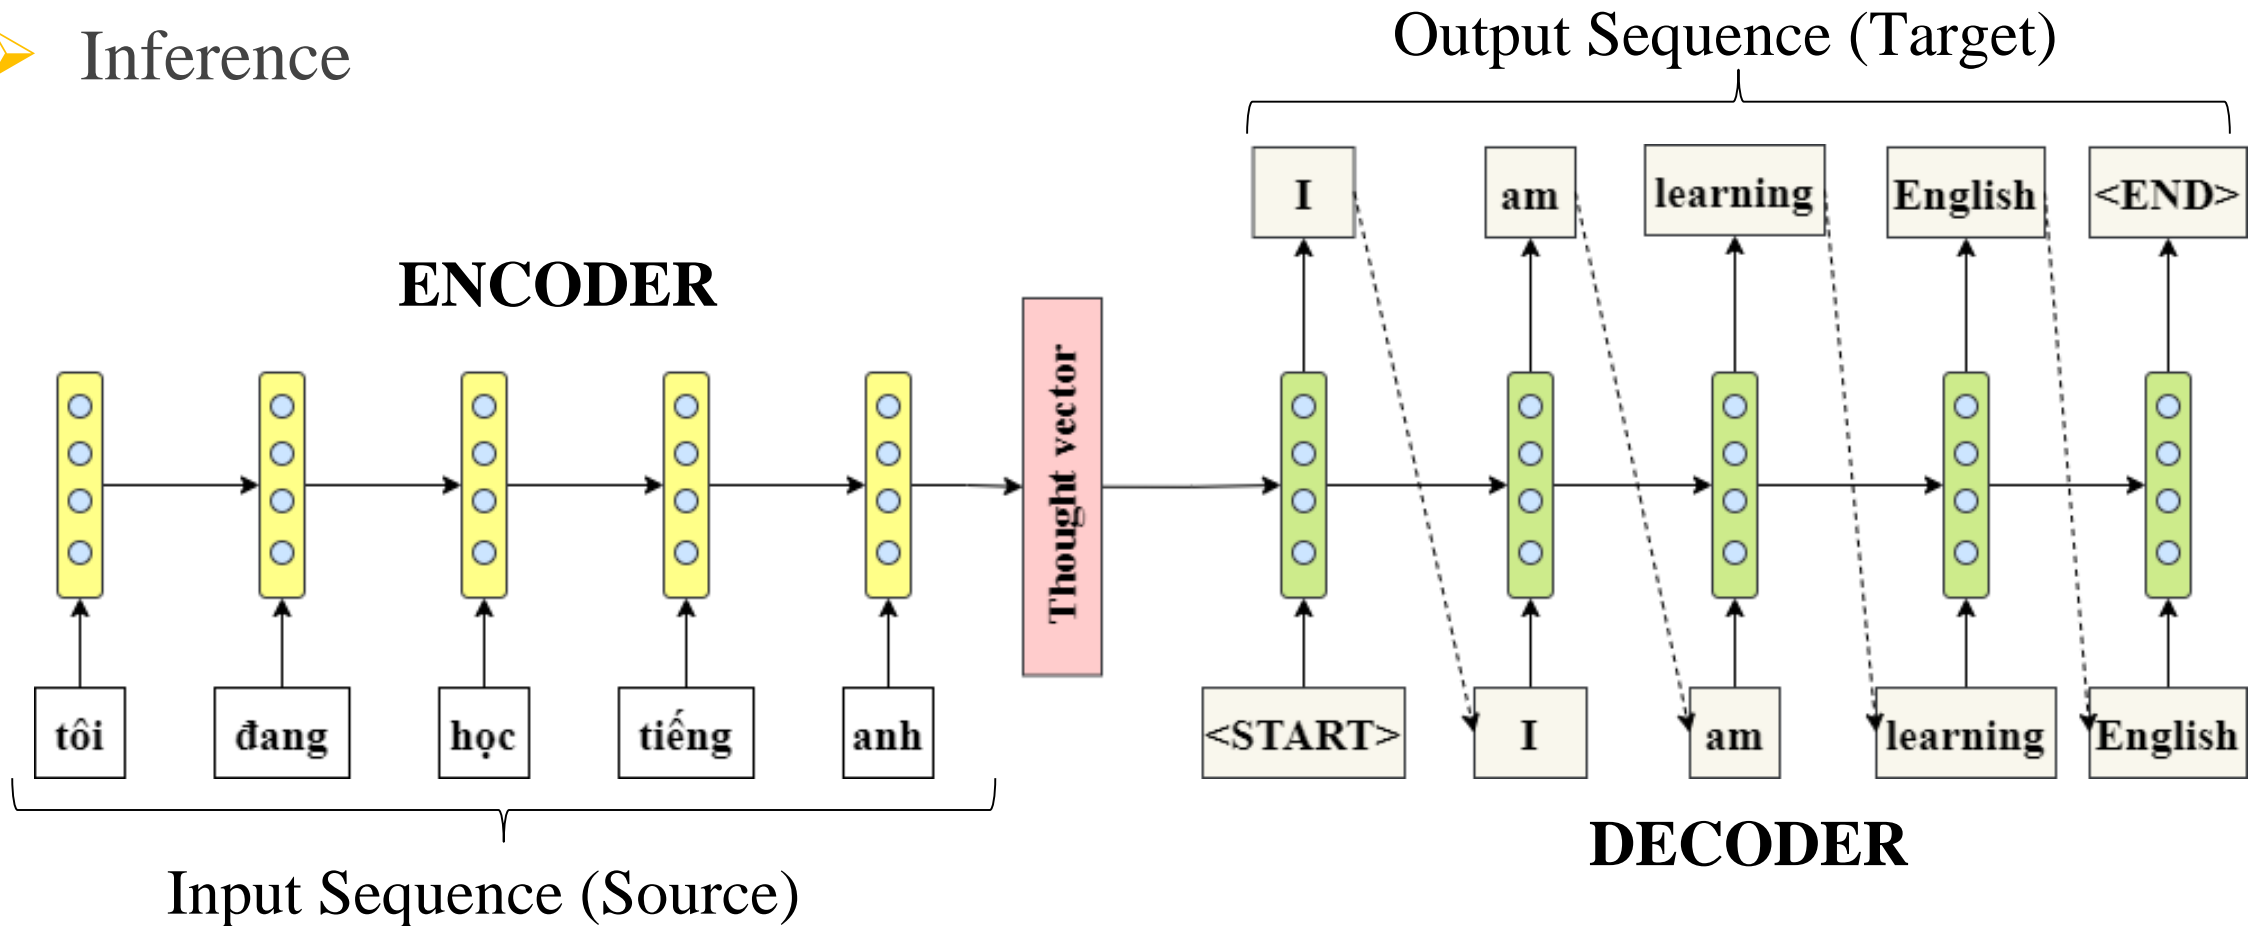 Inference
Output Sequence (Target)
I am learning English <END>
ENCODER
Thought vector
tôi đang học tiếng anh
<START> I am learning English
DECODER
Input Sequence (Source)